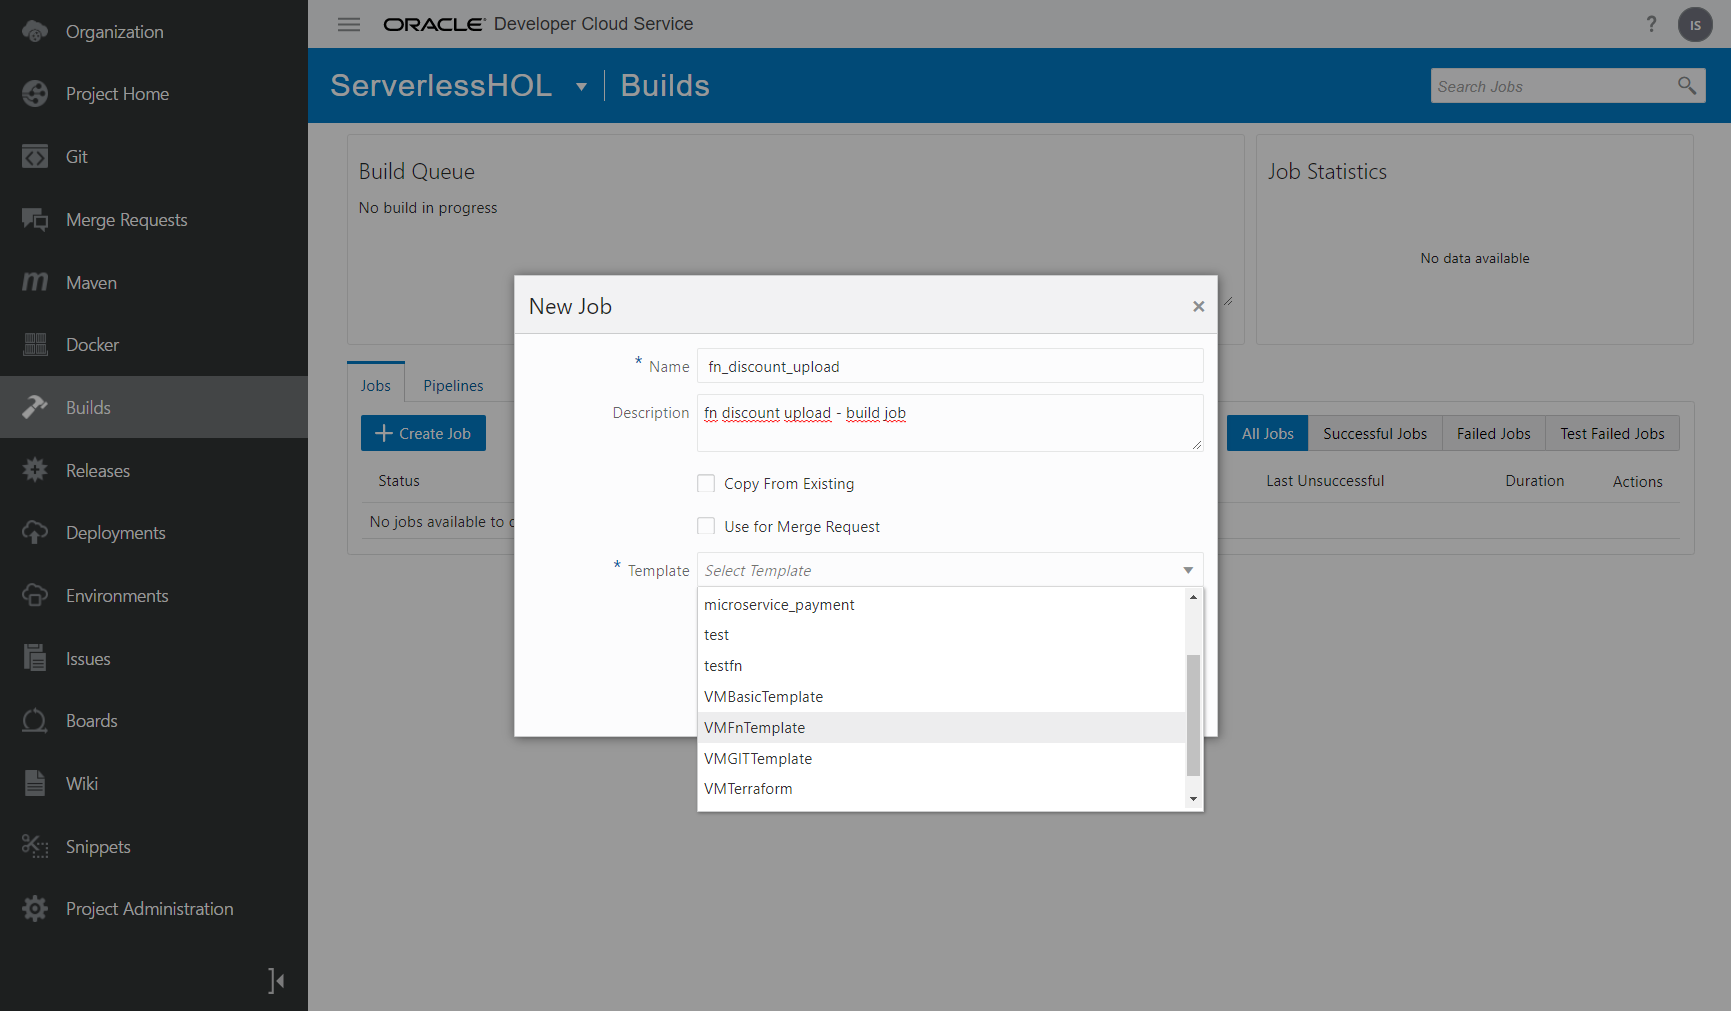 Organization
Project Home
Git
Merge Requests
Maven
Docker
Builds
Releases
Deployments
Environments
Issues
Boards
Wiki
Snippets
Project Administration
ORACLE Developer Cloud Service
? IS
ServerlessHOL Builds
Search Jobs
Build Queue
No build in progress
Job Statistics
No data available
Jobs Pipelines
Create Job
All Jobs Successful Jobs Failed Jobs Test Failed Jobs
Status Last Unsuccessful Duration Actions
No jobs available to
New Job
* Name fn_discount_upload
Description fn discount upload - build job
Copy From Existing
Use for Merge Request
* Template Select Template
microservice_payment
test
testfn
VMBasicTemplate
VMFnTemplate
VMGITTemplate
VMTerraform